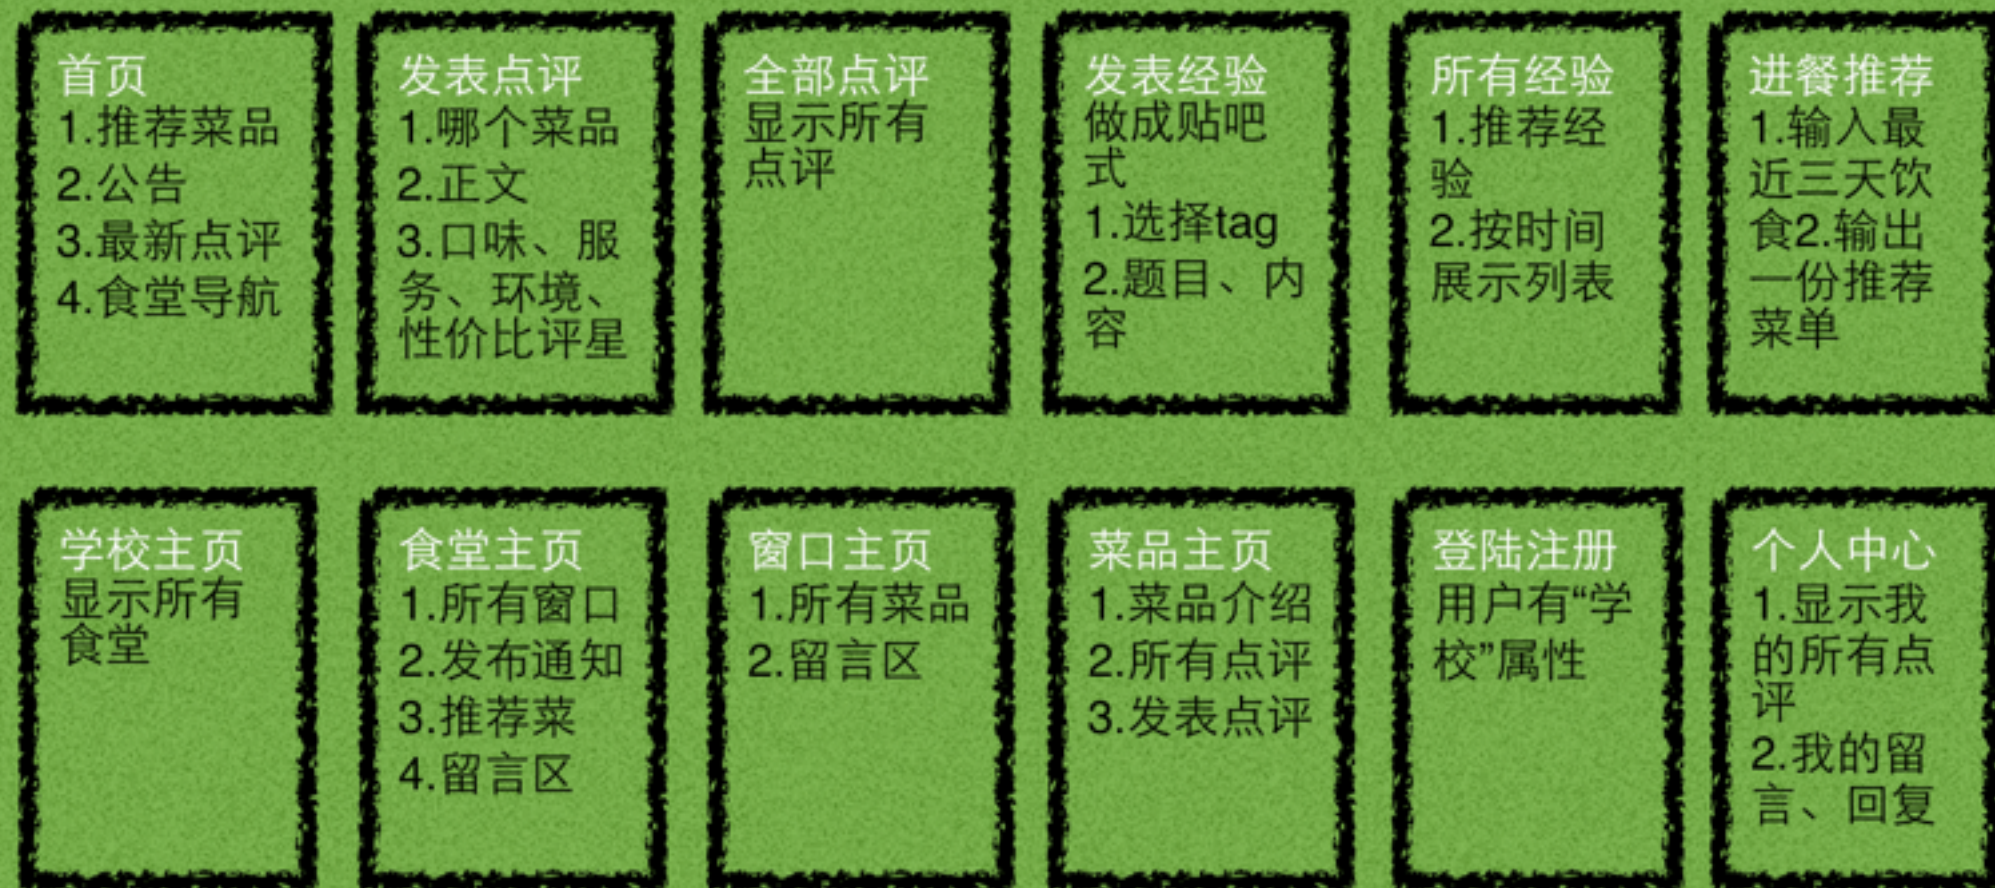 首页
1.推荐菜品
2.公告
3.最新点评
4.食堂导航
发表点评
1.哪个菜品
2.正文
3.口味、服
务、环境、
性价比评星
全部点评
显示所有
点评
发表经验
做成贴吧
式
1.选择tag
2.题目、内
容
所有经验
1.推荐经
验
2.按时间
展示列表
进餐推荐
1.输入最
近三天饮
食2.输出
一份推荐
菜单
学校主页
显示所有
食堂
食堂主页
1.所有窗口
2.发布通知
3.推荐菜
4.留言区
窗口主页
1.所有菜品
2.留言区
菜品主页
1.菜品介绍
2.所有点评
3.发表点评
登陆注册
用户有“学
校”属性
个人中心
1.显示我
的所有点
评
2.我的留
言、回复